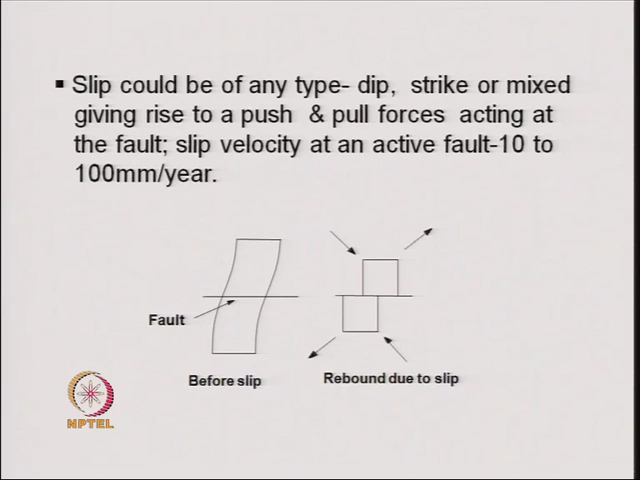 ▪ Slip could be of any type- dip, strike or mixed
giving rise to a push & pull forces acting at
the fault; slip velocity at an active fault-10 to
100mm/year.
Fault
Before slip
Rebound due to slip
NPTEL